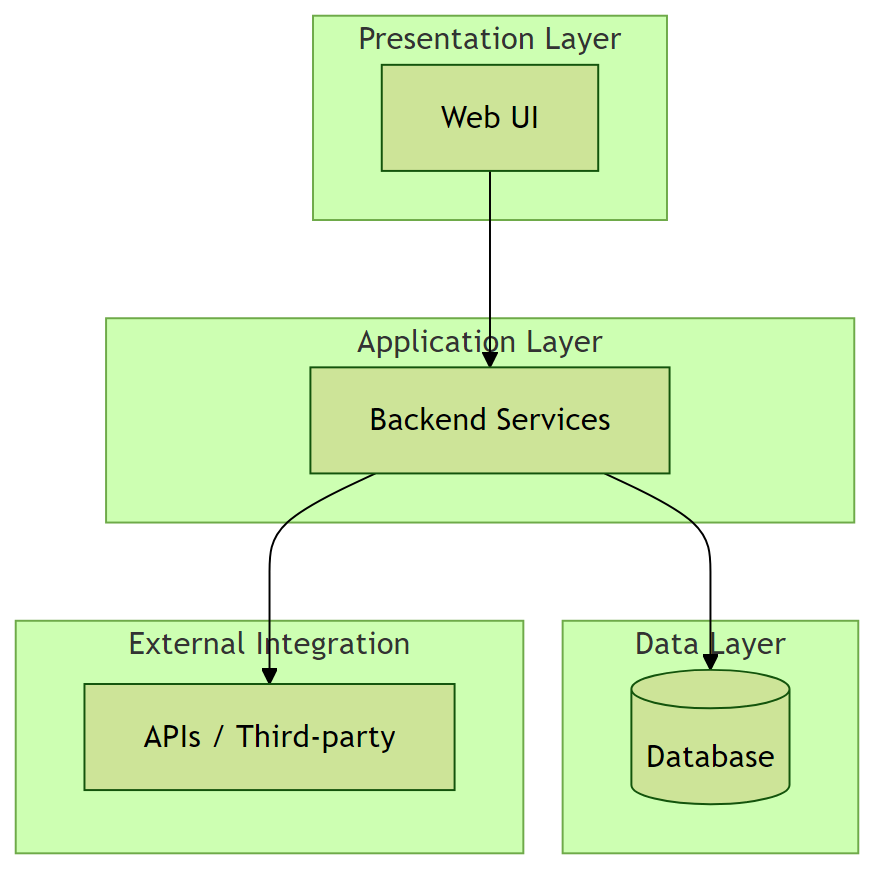 Presentation Layer
Web UI
Application Layer
Backend Services
External Integration
APIs / Third-party
Data Layer
Database